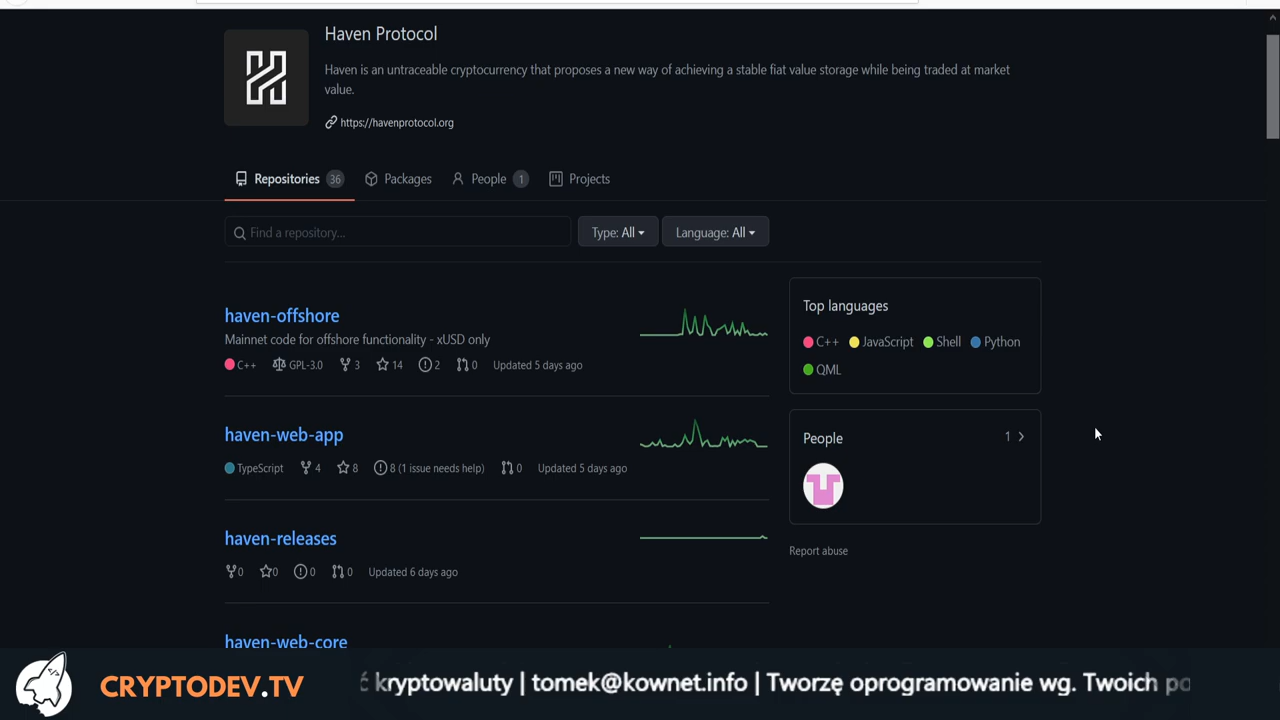 Haven Protocol
Haven is an untraceable cryptocurrency that proposes a new way of achieving a stable fiat value storage while being traded at market
value.
https://havenprotocol.org
Repositories 36 Packages People 1 Projects
Find a repository... Type: All Language: All
haven-offshore
Mainnet code for offshore functionality - xUSD only
C++ GPL-3.0 3 14 2 0 Updated 5 days ago
haven-web-app
TypeScript 4 8 8 (1 issue needs help) 0 Updated 5 days ago
haven-releases
0 0 0 0 Updated 6 days ago
haven-web-core
Top languages
C++ JavaScript Shell Python
QML
People 1
Report abuse
CRYPTODEV.TV
ć kryptowaluty | tomek@kownet.info | Tworzę oprogramowanie wg. Twoich po